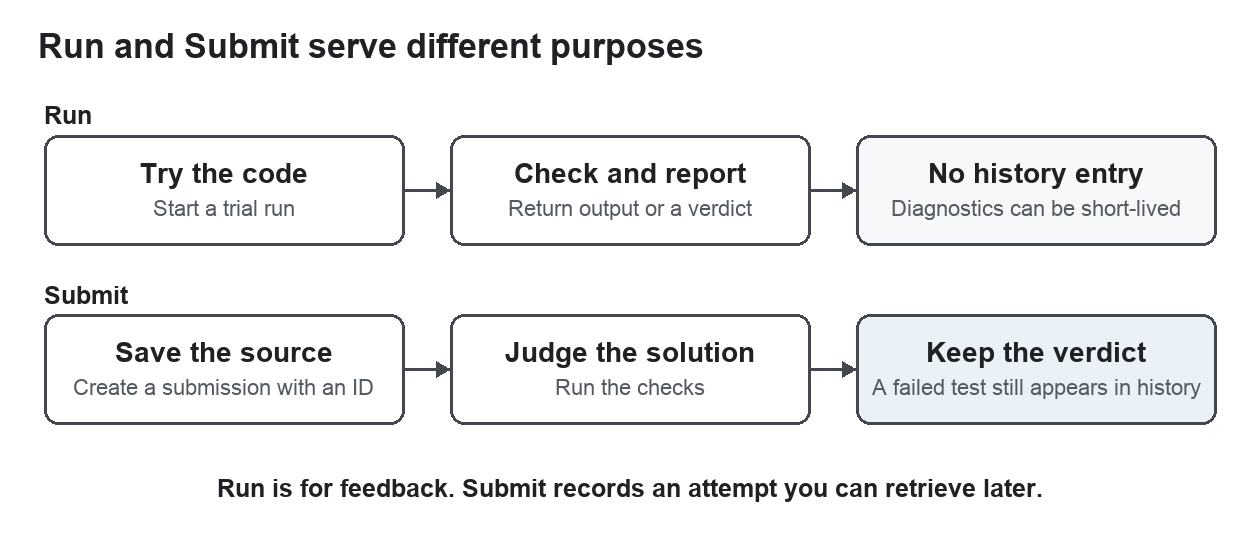 Run and Submit serve different purposes
Run
Try the code
Start a trial run
Check and report
Return output or a verdict
No history entry
Diagnostics can be short-lived
Submit
Save the source
Create a submission with an ID
Judge the solution
Run the checks
Keep the verdict
A failed test still appears in history
Run is for feedback. Submit records an attempt you can retrieve later.